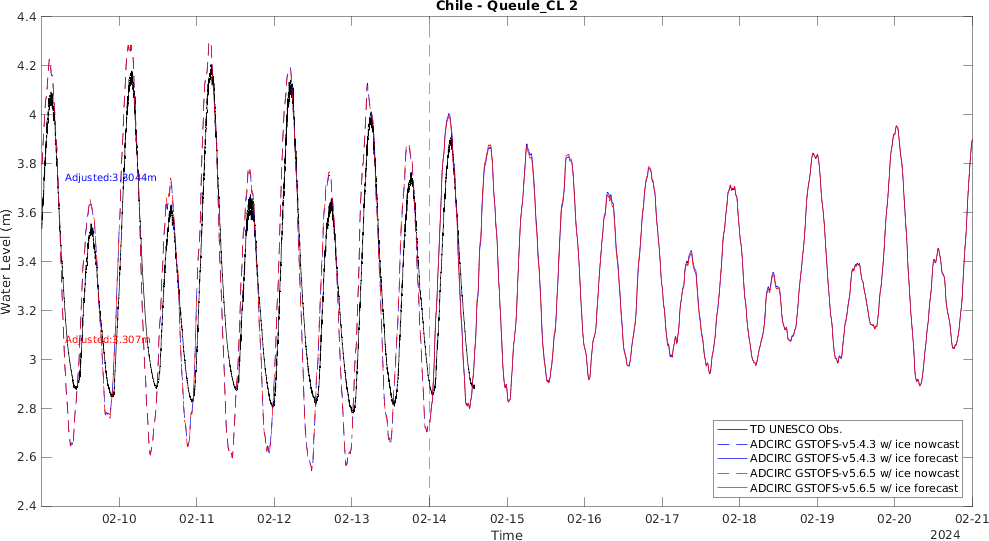 Chile - Queule_CL 2
4.4
4.2
4
3.8
3.6
3.4
3.2
3
2.8
2.6
2.4
Water Level (m)
Adjusted:3.3044m
Adjusted:3.307m
TD UNESCO Obs.
ADCIRC GSTOFS-v5.4.3 w/ ice nowcast
ADCIRC GSTOFS-v5.4.3 w/ ice forecast
ADCIRC GSTOFS-v5.6.5 w/ ice nowcast
ADCIRC GSTOFS-v5.6.5 w/ ice forecast
02-10 02-11 02-12 02-13 02-14 02-15 02-16 02-17 02-18 02-19 02-20 02-21
Time
2024